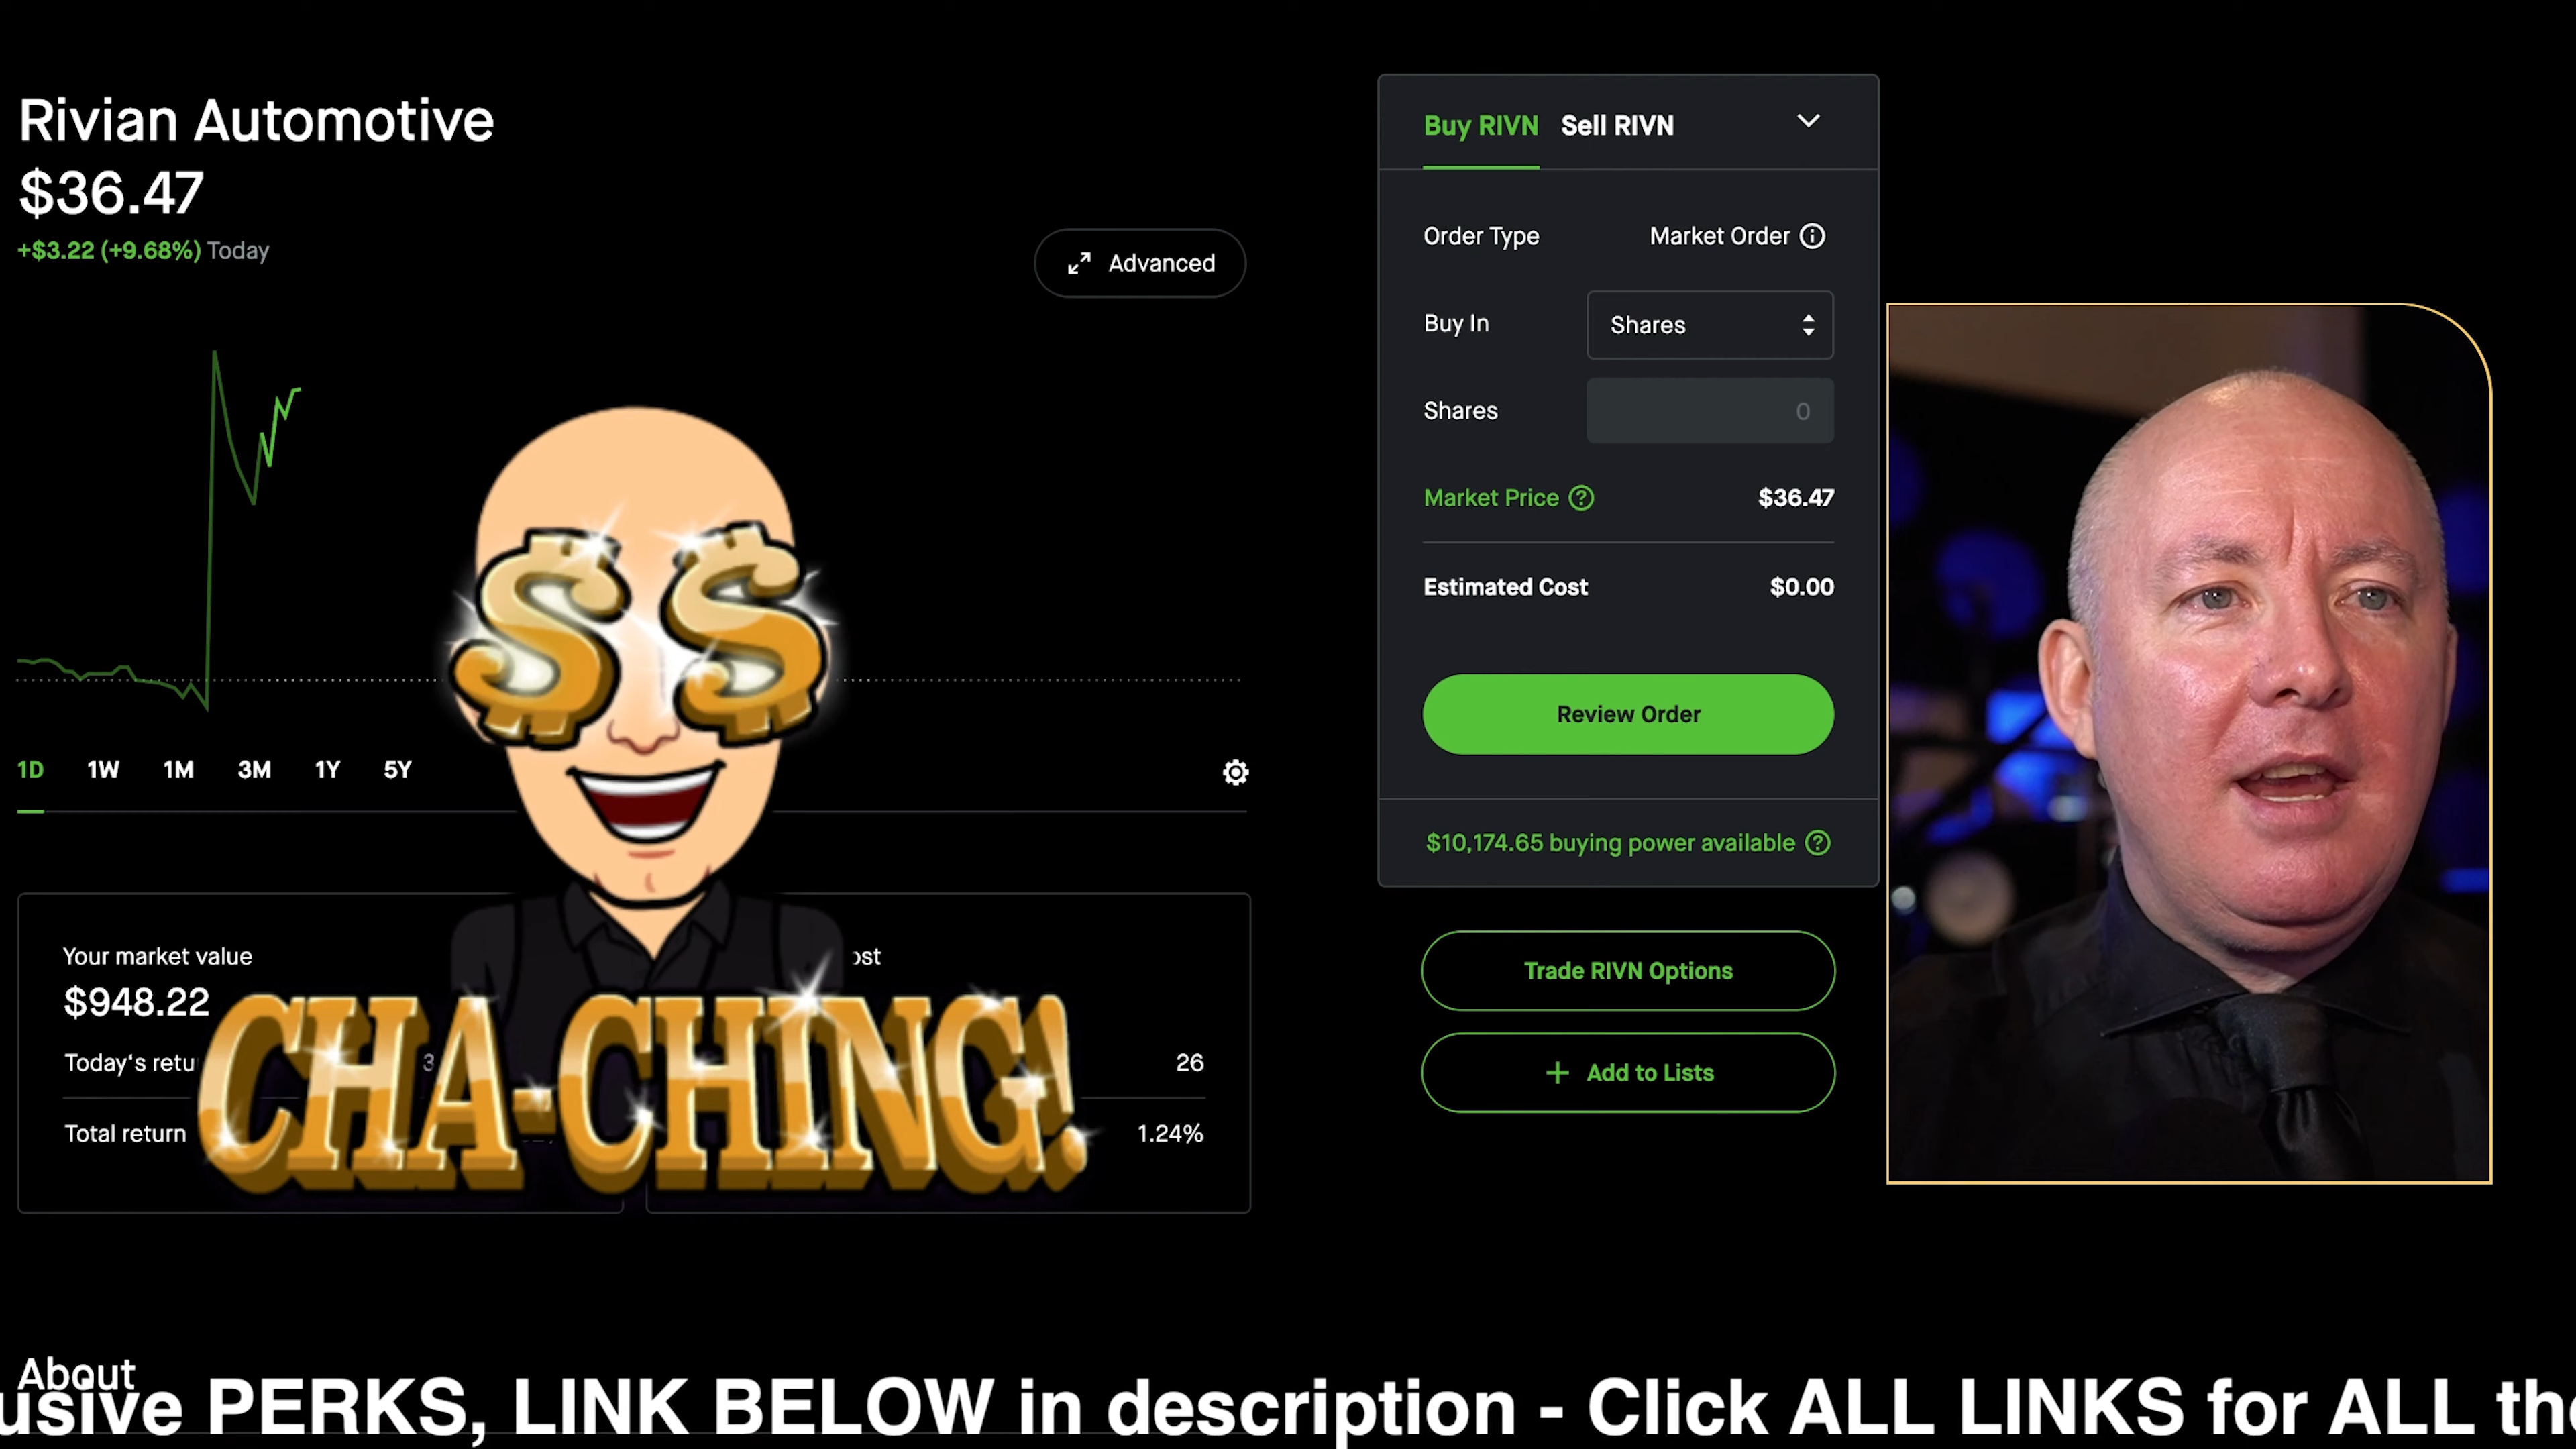 Rivian Automotive
$36.47
+$3.22 (+9.68%) Today
Advanced
1D 1W 1M 3M 1Y 5Y
Your market value
$948.22
Today's
26
Total return
1.24%
CHA-CHING!
Buy RIVN Sell RIVN
Order Type Market Order
Buy In Shares
Shares 0
Market Price $36.47
Estimated Cost $0.00
Review Order
$10,174.65 buying power available
Trade RIVN Options
+ Add to Lists
About
PERKS, LINK BELOW in description - Click ALL LINKS for ALL